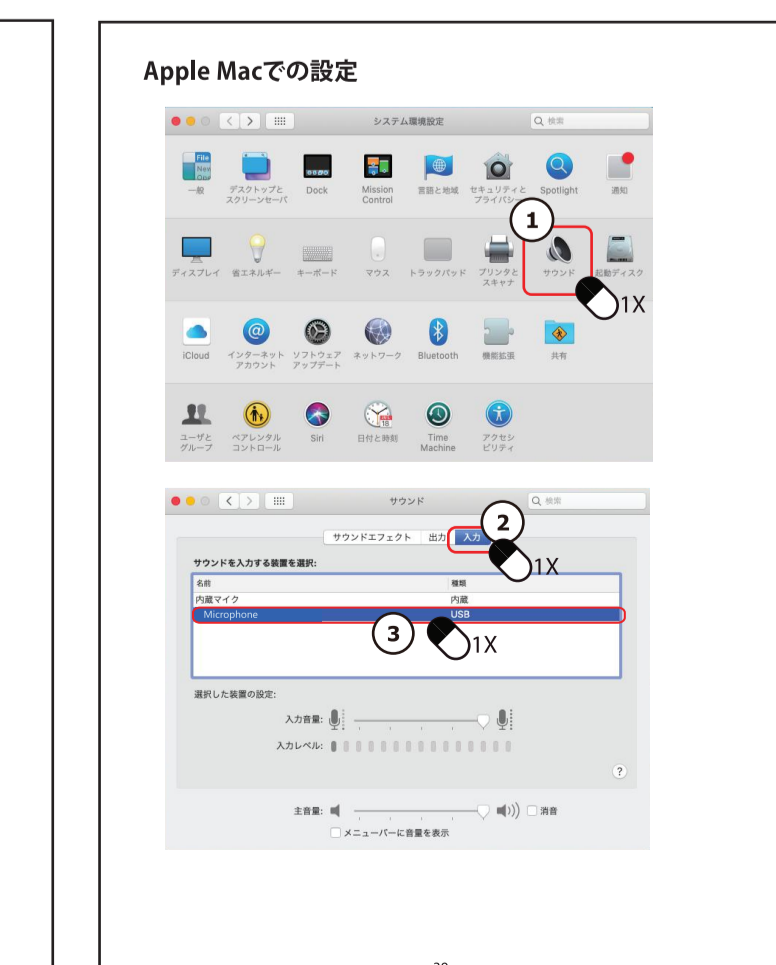 Apple Macでの設定
システム環境設定
検索
File
New
一般
デスクトップと
スクリーンセーバ
Dock
Mission
Control
言語と地域
セキュリティと
プライバシー
Spotlight
通知
1
ディスプレイ
省エネルギー
キーボード
マウス
トラックパッド
プリンタと
スキャナ
サウンド
起動ディスク
1X
iCloud
インターネット
アカウント
ソフトウェア
アップデート
ネットワーク
Bluetooth
機能拡張
共有
ユーザと
グループ
ペアレンタル
コントロール
Siri
18
日付と時刻
Time
Machine
アクセシ
ビリティ
サウンド
検索
サウンドエフェクト 出力 入力
2
1X
サウンドを入力する装置を選択:
名前 種類
内蔵マイク 内蔵
Microphone USB
3
1X
選択した装置の設定:
入力音量:
入力レベル:
?
主音量: 消音
メニューバーに音量を表示